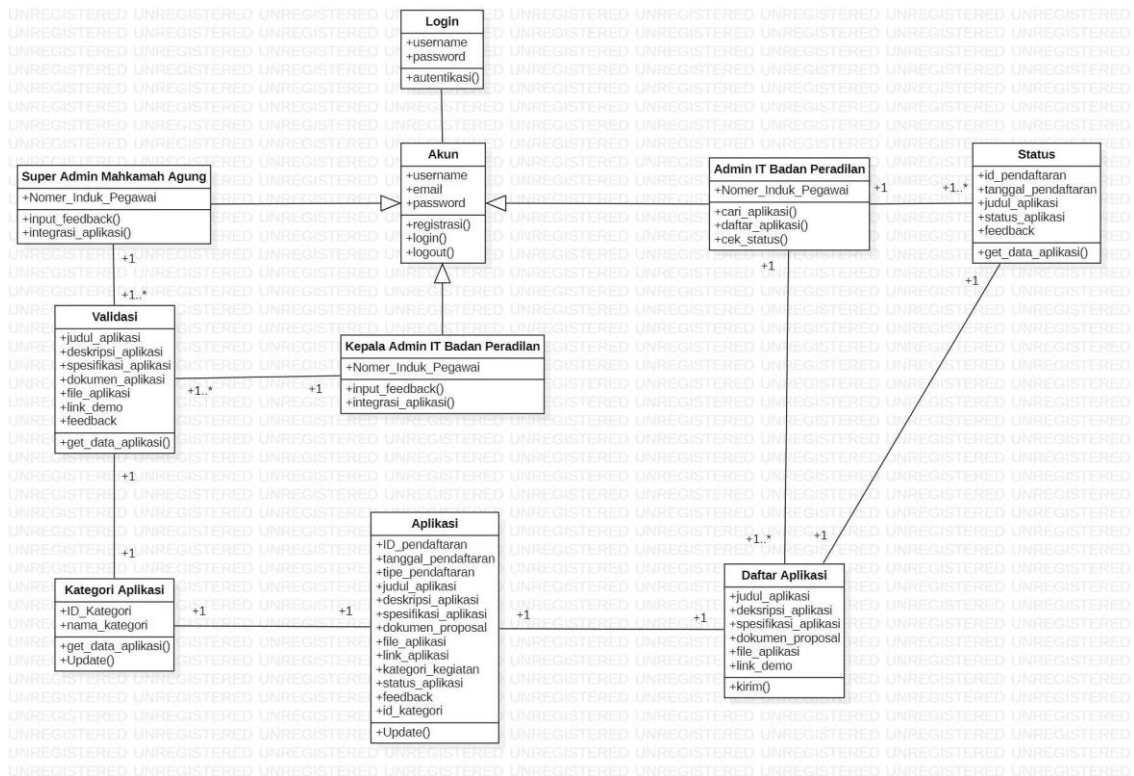 Login
+username
+password
+autentikasi()
Akun
+username
+email
+password
+registrasi()
+login()
+logout()
Super Admin Mahkamah Agung
+Nomer_Induk_Pegawai
+input_feedback()
+integrasi_aplikasi()
Admin IT Badan Peradilan
+Nomer_Induk_Pegawai
+cari_aplikasi()
+daftar_aplikasi()
+cek_status()
+1
+1..*
Status
+id_pendaftaran
+tanggal_pendaftaran
+judul_aplikasi
+status_aplikasi
+feedback
+get_data_aplikasi()
+1
+1..*
+1
+1
Validasi
+judul_aplikasi
+deskripsi_aplikasi
+spesifikasi_aplikasi
+dokumen_aplikasi
+file_aplikasi
+link_demo
+feedback
+get_data_aplikasi()
+1..*
+1
Kepala Admin IT Badan Peradilan
+Nomer_Induk_Pegawai
+input_feedback()
+integrasi_aplikasi()
+1
+1
+1..*
+1
Kategori Aplikasi
+ID_Kategori
+nama_kategori
+get_data_aplikasi()
+Update()
+1
+1
Aplikasi
+ID_pendaftaran
+tanggal_pendaftaran
+tipe_pendaftaran
+judul_aplikasi
+deskripsi_aplikasi
+spesifikasi_aplikasi
+dokumen_proposal
+file_aplikasi
+link_aplikasi
+kategori_kegiatan
+status_aplikasi
+feedback
+id_kategori
+Update()
+1
+1
Daftar Aplikasi
+judul_aplikasi
+deksripsi_aplikasi
+spesifikasi_aplikasi
+dokumen_proposal
+file_aplikasi
+link_demo
+kirim()
UNREGISTERED